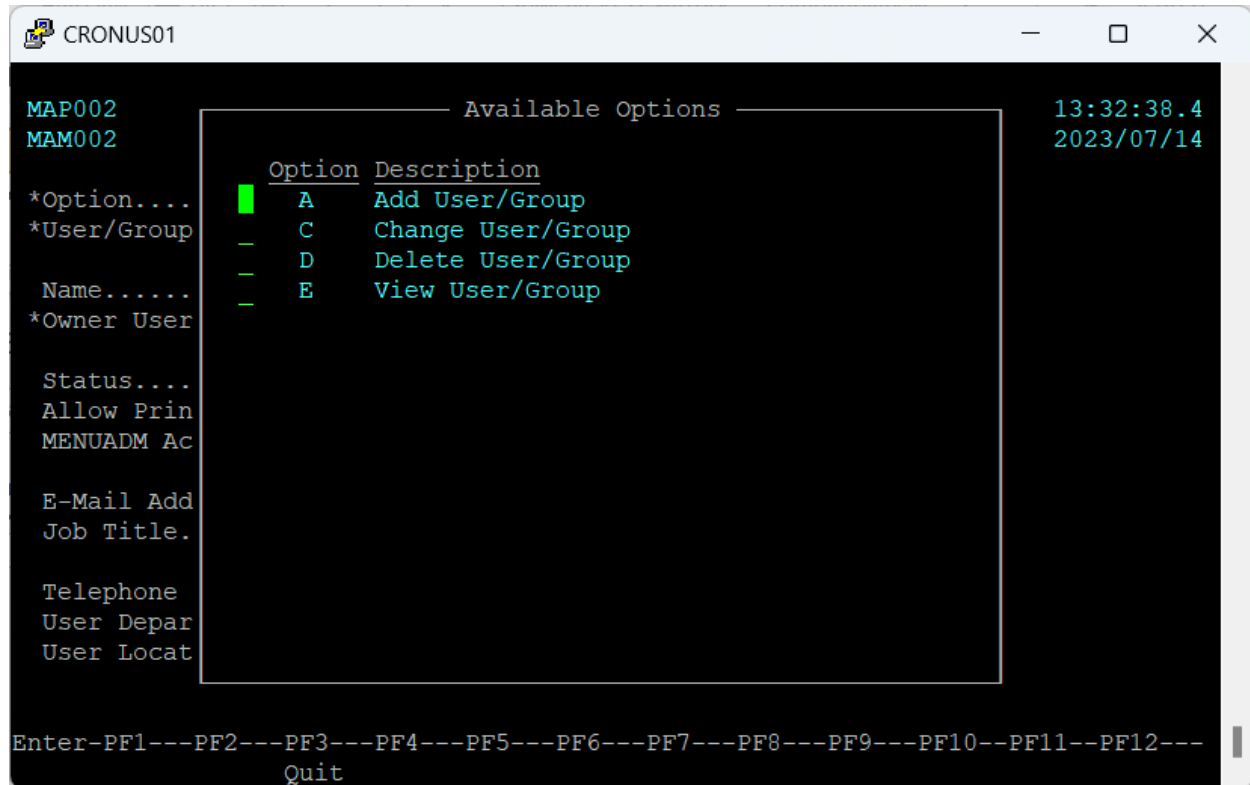 CRONUS01
MAP002 Available Options 13:32:38.4
MAM002 2023/07/14
Option Description
*Option.... A Add User/Group
*User/Group _ C Change User/Group
_ D Delete User/Group
Name...... _ E View User/Group
*Owner User
Status....
Allow Prin
MENUADM Ac
E-Mail Add
Job Title.
Telephone
User Depar
User Locat
Enter-PF1---PF2---PF3---PF4---PF5---PF6---PF7---PF8---PF9---PF10--PF11--PF12---
Quit